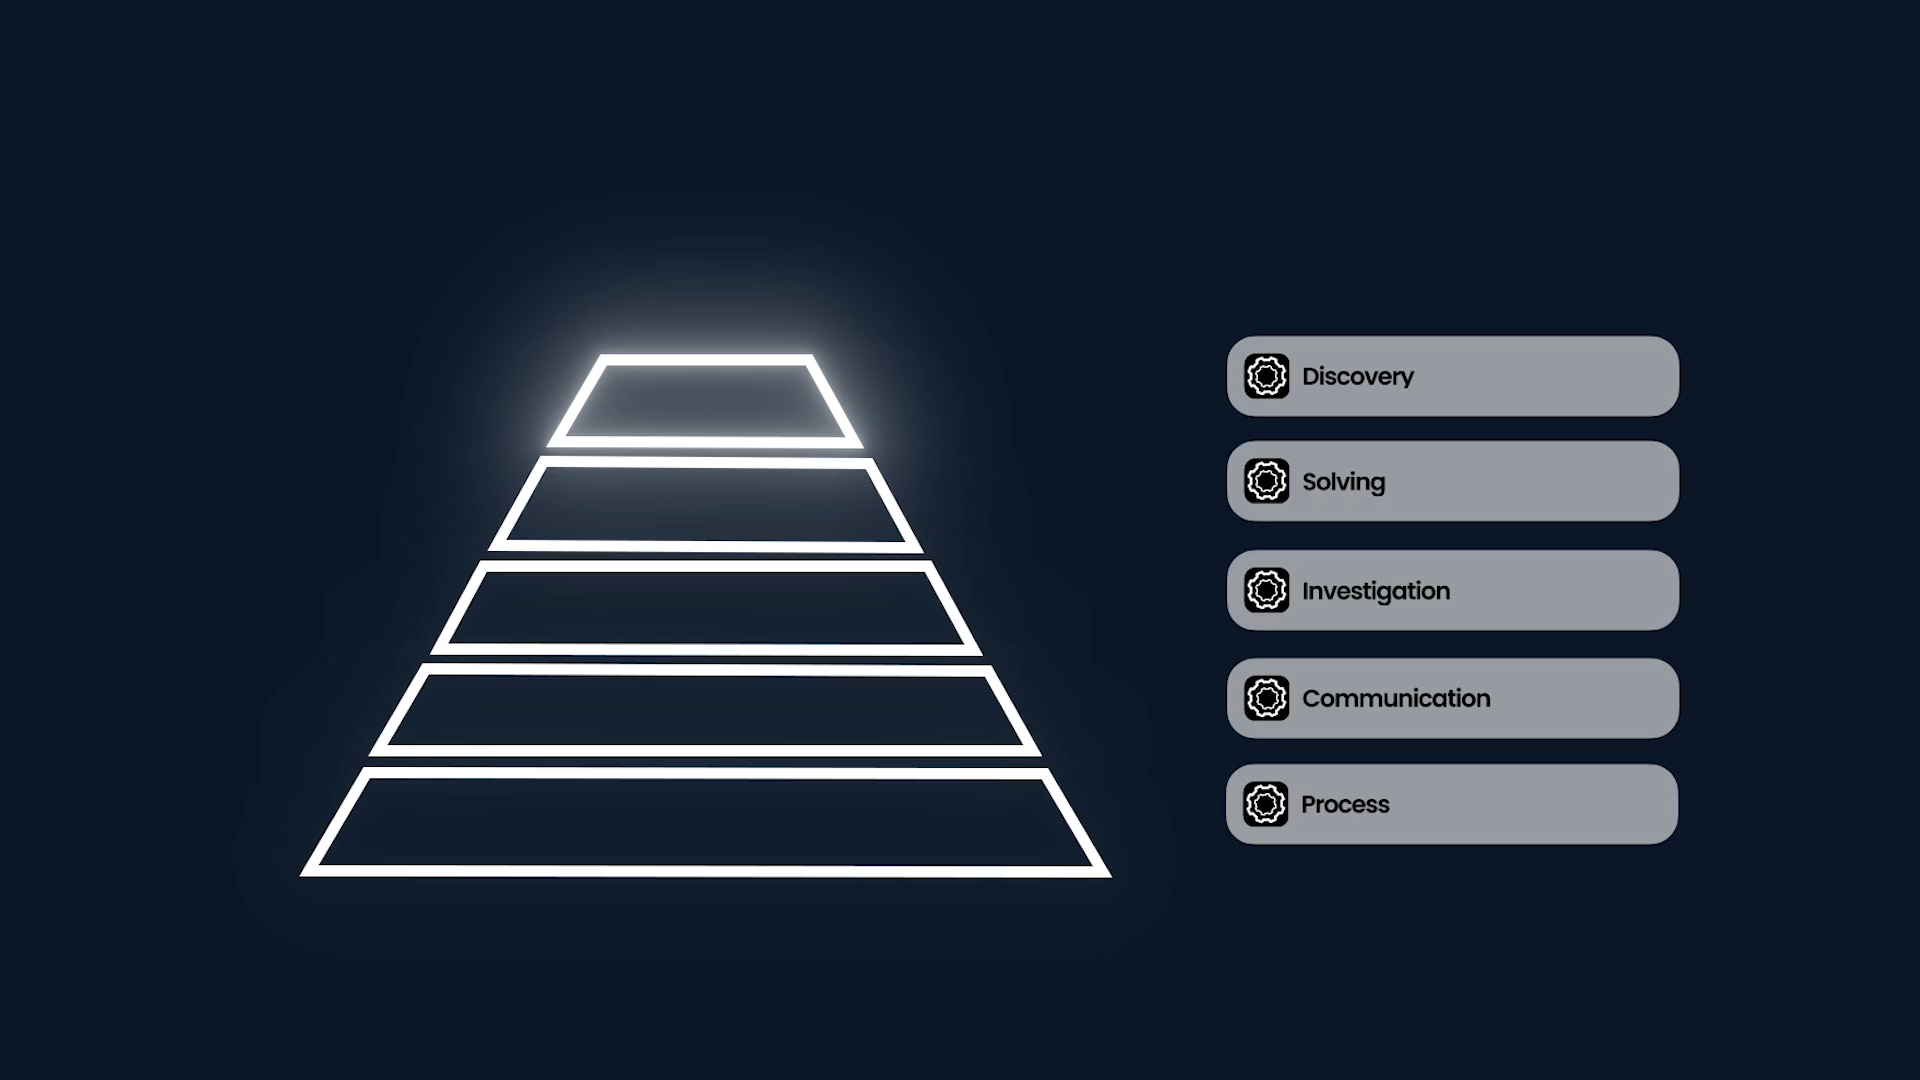 Discovery
Solving
Investigation
Communication
Process